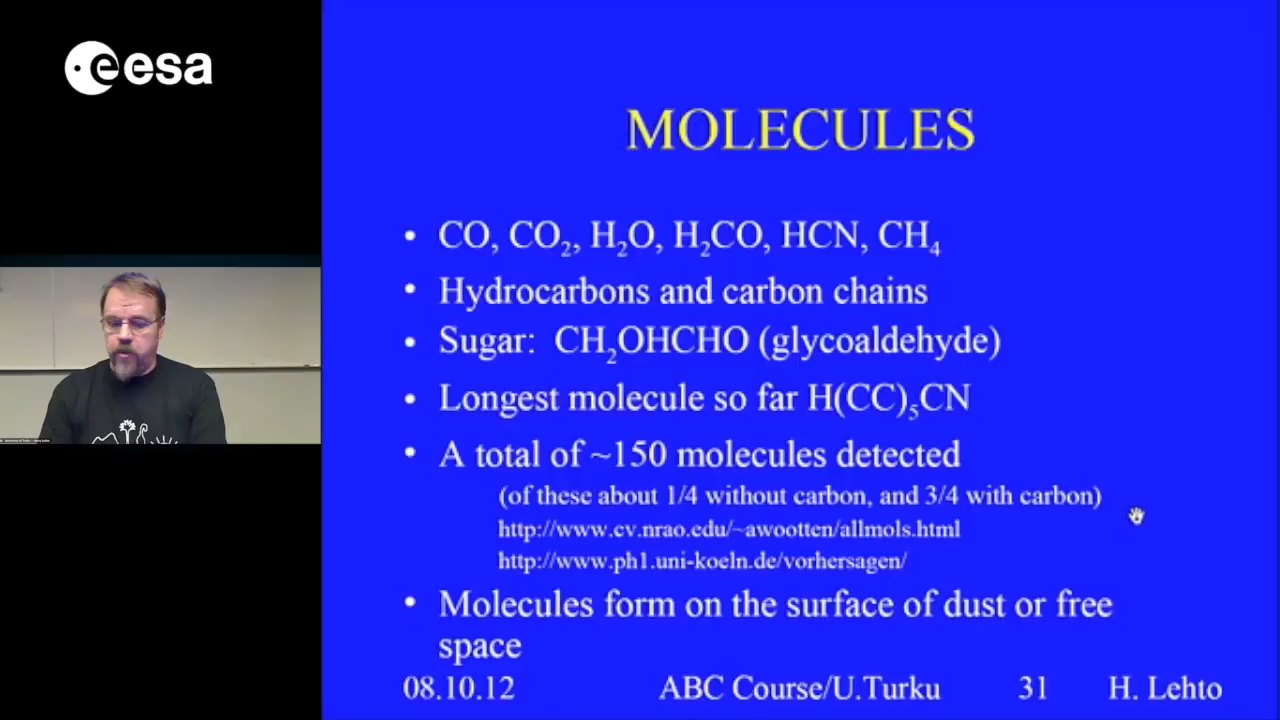 esa
MOLECULES
• CO, CO₂, H₂O, H₂CO, HCN, CH₄
• Hydrocarbons and carbon chains
• Sugar: CH₂OHCHO (glycoaldehyde)
• Longest molecule so far H(CC)₅CN
• A total of ~150 molecules detected
(of these about 1/4 without carbon, and 3/4 with carbon)
http://www.cv.nrao.edu/~awootten/allmols.html
http://www.ph1.uni-koeln.de/vorhersagen/
• Molecules form on the surface of dust or free
space
08.10.12 ABC Course/U.Turku 31 H. Lehto